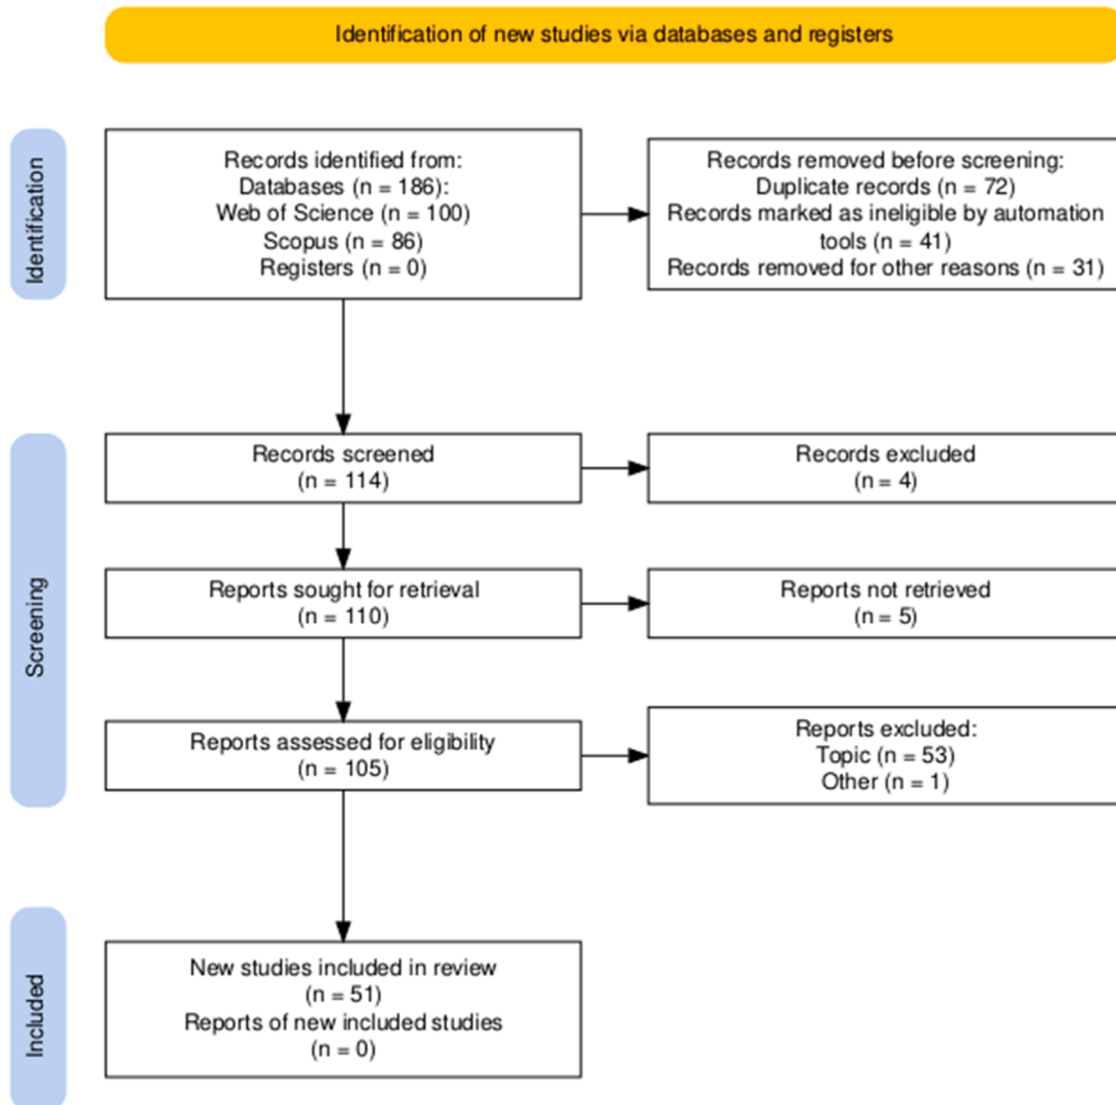 Identification of new studies via databases and registers
Identification
Records identified from:
Databases (n = 186):
Web of Science (n = 100)
Scopus (n = 86)
Registers (n = 0)
Records removed before screening:
Duplicate records (n = 72)
Records marked as ineligible by automation
tools (n = 41)
Records removed for other reasons (n = 31)
Screening
Records screened
(n = 114)
Records excluded
(n = 4)
Reports sought for retrieval
(n = 110)
Reports not retrieved
(n = 5)
Reports assessed for eligibility
(n = 105)
Reports excluded:
Topic (n = 53)
Other (n = 1)
Included
New studies included in review
(n = 51)
Reports of new included studies
(n = 0)